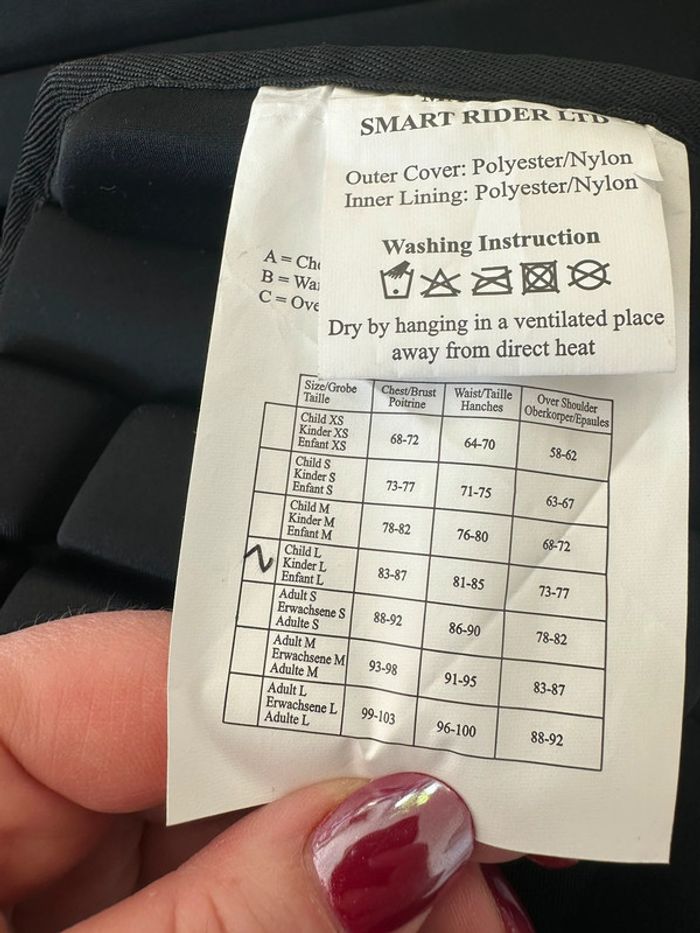 SMART RIDER LTD
Outer Cover: Polyester/Nylon
Inner Lining: Polyester/Nylon
Washing Instruction
Dry by hanging in a ventilated place
away from direct heat
A =
B =
C =
Size/Grobe Taille Chest/Brust Poitrine Waist/Taille Hanches Over Shoulder Oberkorper/Epaules
Child XS
Kinder XS 68-72 64-70 58-62
Enfant XS
Child S
Kinder S 73-77 71-75 63-67
Enfant S
Child M
Kinder M 78-82 76-80 68-72
Enfant M
Child L
Kinder L 83-87 81-85 73-77
Enfant L
Adult S
Erwachsene S 88-92 86-90 78-82
Adulte S
Adult M
Erwachsene M 93-98 91-95 83-87
Adulte M
Adult L
Erwachsene L 99-103 96-100 88-92
Adulte L